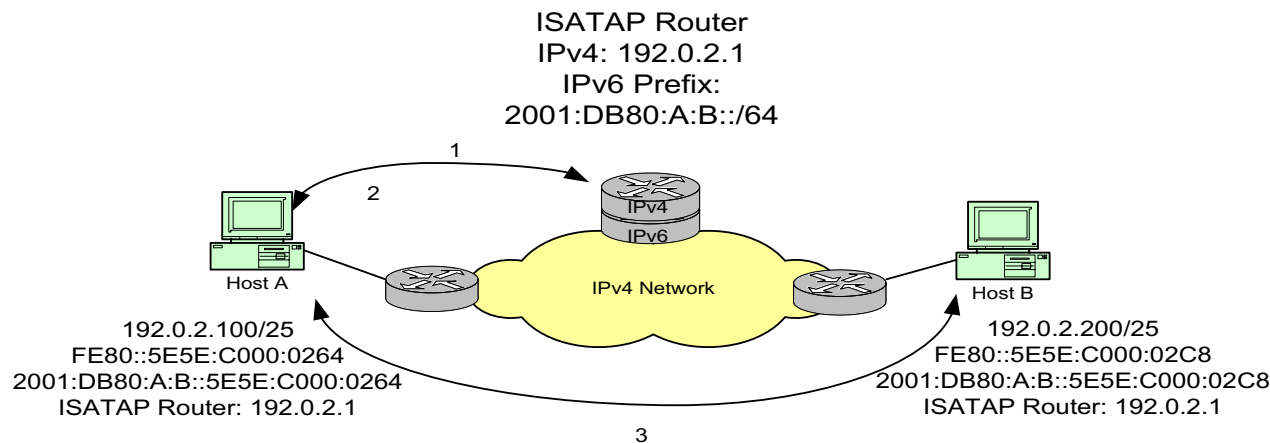 ISATAP Router
IPv4: 192.0.2.1
IPv6 Prefix:
2001:DB80:A:B::/64
1
2
IPv4
IPv6
Host A
IPv4 Network
Host B
192.0.2.100/25
FE80::5E5E:C000:0264
2001:DB80:A:B::5E5E:C000:0264
ISATAP Router: 192.0.2.1
192.0.2.200/25
FE80::5E5E:C000:02C8
2001:DB80:A:B::5E5E:C000:02C8
ISATAP Router: 192.0.2.1
3